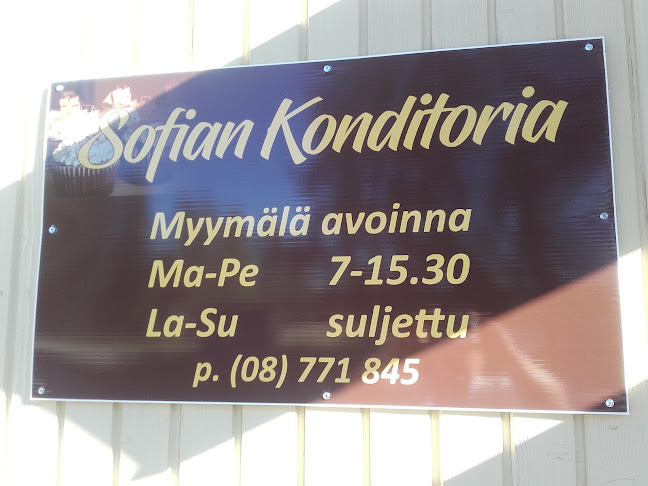 Sofian Konditoria
Myymälä avoinna
Ma-Pe 7-15.30
La-Su suljettu
p. (08) 771 845